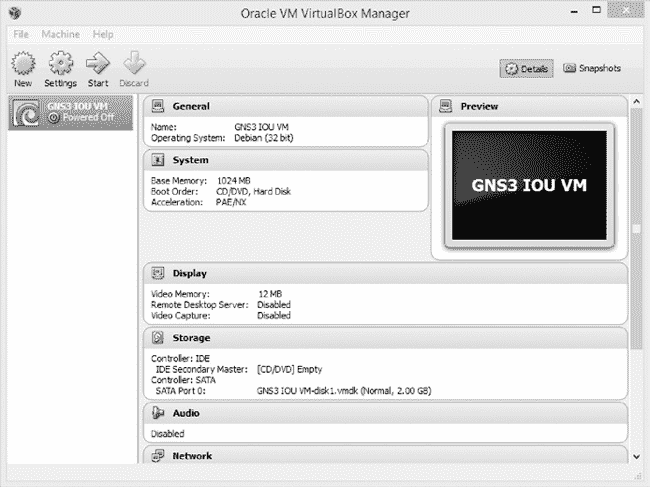 Oracle VM VirtualBox Manager
File Machine Help
New Settings Start Discard
Details Snapshots
GNS3 IOU VM
Powered Off
General
Name: GNS3 IOU VM
Operating System: Debian (32 bit)
System
Base Memory: 1024 MB
Boot Order: CD/DVD, Hard Disk
Acceleration: PAE/NX
Preview
GNS3 IOU VM
Display
Video Memory: 12 MB
Remote Desktop Server: Disabled
Video Capture: Disabled
Storage
Controller: IDE
IDE Secondary Master: [CD/DVD] Empty
Controller: SATA
SATA Port 0: GNS3 IOU VM-disk1.vmdk (Normal, 2.00 GB)
Audio
Disabled
Network